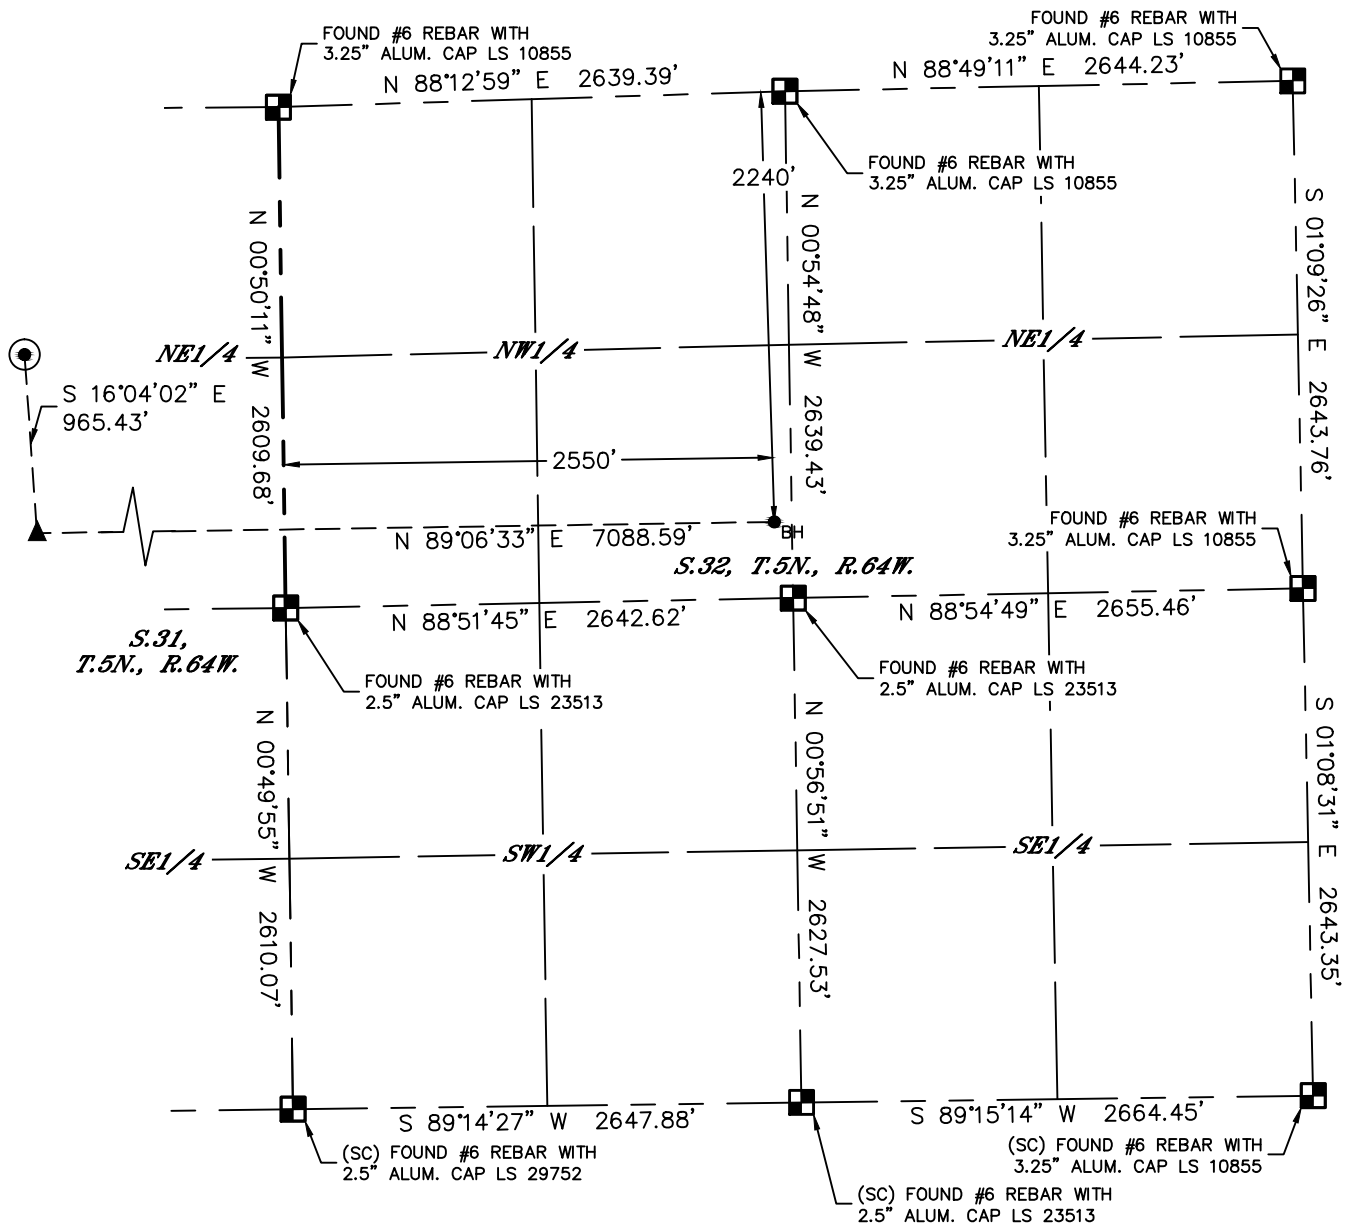 FOUND #6 REBAR WITH
3.25" ALUM. CAP LS 10855
N 88°12'59" E 2639.39'
FOUND #6 REBAR WITH
3.25" ALUM. CAP LS 10855
N 88°49'11" E 2644.23'
FOUND #6 REBAR WITH
3.25" ALUM. CAP LS 10855
2240'
N 00°50'11" W 2609.68'
N 00°54'48" W 2639.43'
S 01°09'26" E 2643.76'
NE1/4
NW1/4
NE1/4
S 16°04'02" E
965.43'
2550'
N 89°06'33" E 7088.59'
BH
FOUND #6 REBAR WITH
3.25" ALUM. CAP LS 10855
S.32, T.5N., R.64W.
N 88°51'45" E 2642.62'
N 88°54'49" E 2655.46'
S.31,
T.5N., R.64W.
FOUND #6 REBAR WITH
2.5" ALUM. CAP LS 23513
FOUND #6 REBAR WITH
2.5" ALUM. CAP LS 23513
N 00°49'55" W 2610.07'
N 00°56'51" W 2627.53'
S 01°08'31" E 2643.35'
SE1/4
SW1/4
SE1/4
S 89°14'27" W 2647.88'
S 89°15'14" W 2664.45'
(SC) FOUND #6 REBAR WITH
2.5" ALUM. CAP LS 29752
(SC) FOUND #6 REBAR WITH
3.25" ALUM. CAP LS 10855
(SC) FOUND #6 REBAR WITH
2.5" ALUM. CAP LS 23513